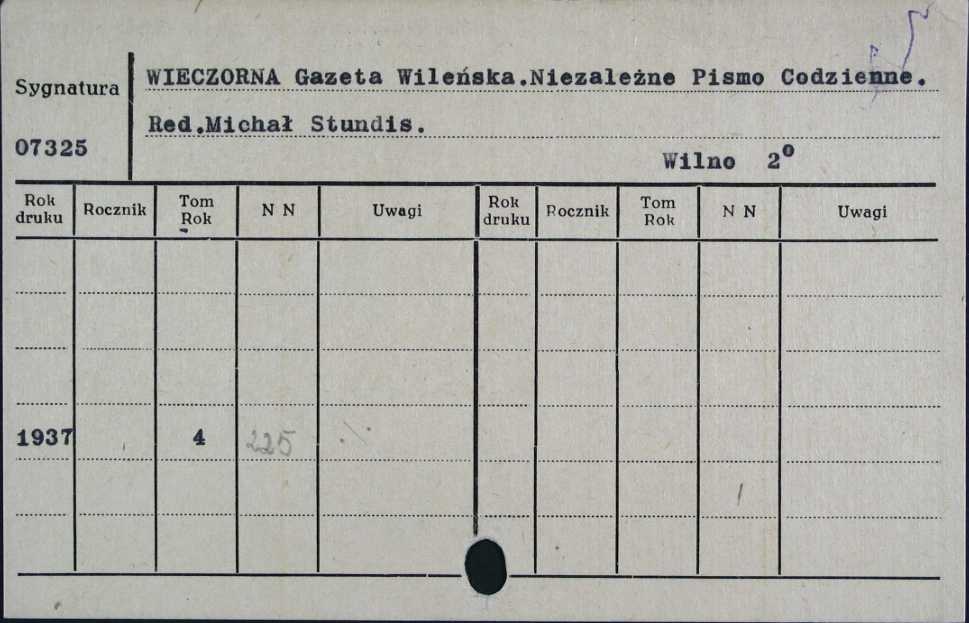 Sygnatura
07325
WIECZORNA Gazeta Wileńska.Niezależne Pismo Codzienne.
Red.Michał Stundis.
Wilno 2º
Rok druku Rocznik Tom Rok N N Uwagi Rok druku Rocznik Tom Rok N N Uwagi
1937 4 225 ./.